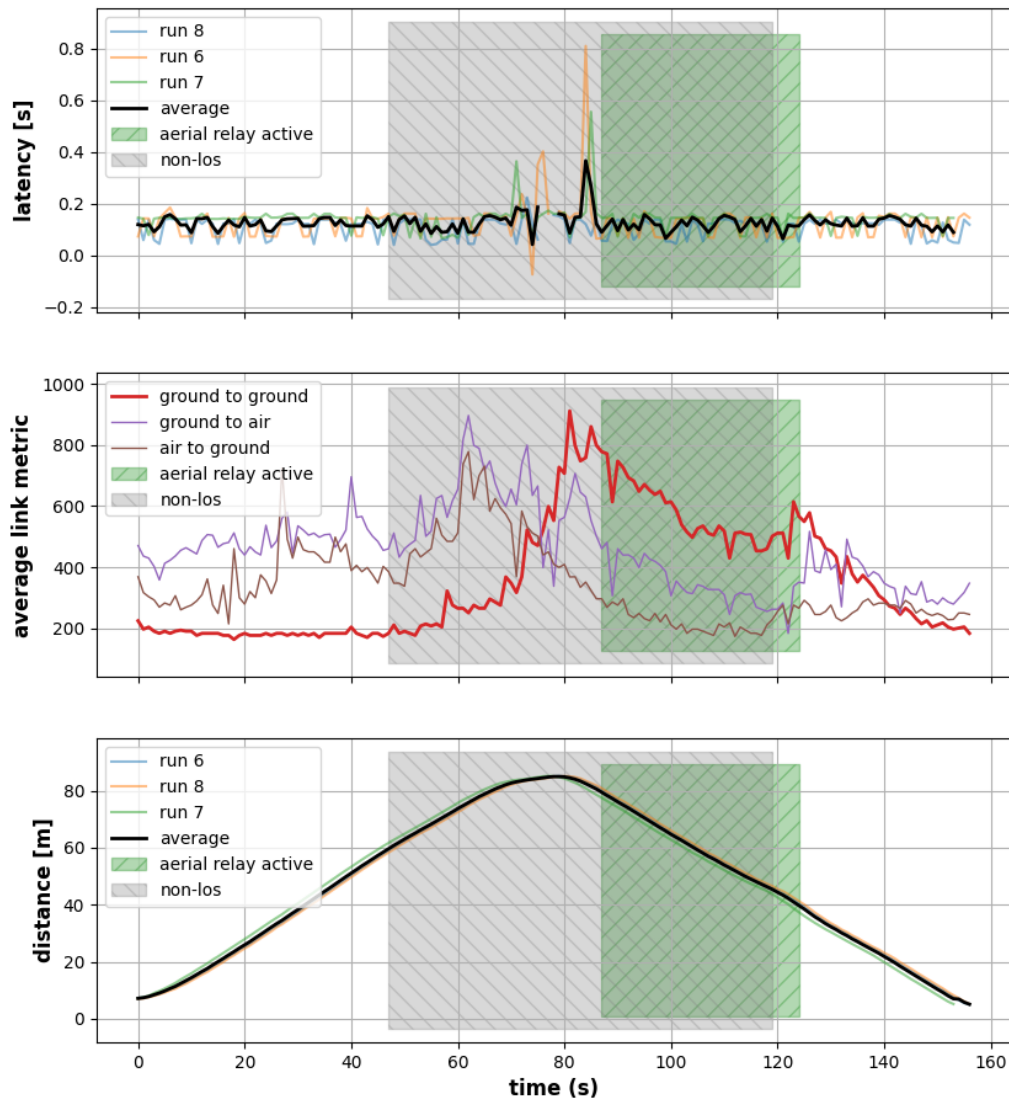 0.8
0.6
0.4
0.2
0.0
−0.2
latency [s]
run 8
run 6
run 7
average
aerial relay active
non-los
1000
800
600
400
200
average link metric
ground to ground
ground to air
air to ground
aerial relay active
non-los
80
60
40
20
0
distance [m]
run 6
run 8
run 7
average
aerial relay active
non-los
0 20 40 60 80 100 120 140 160
time (s)